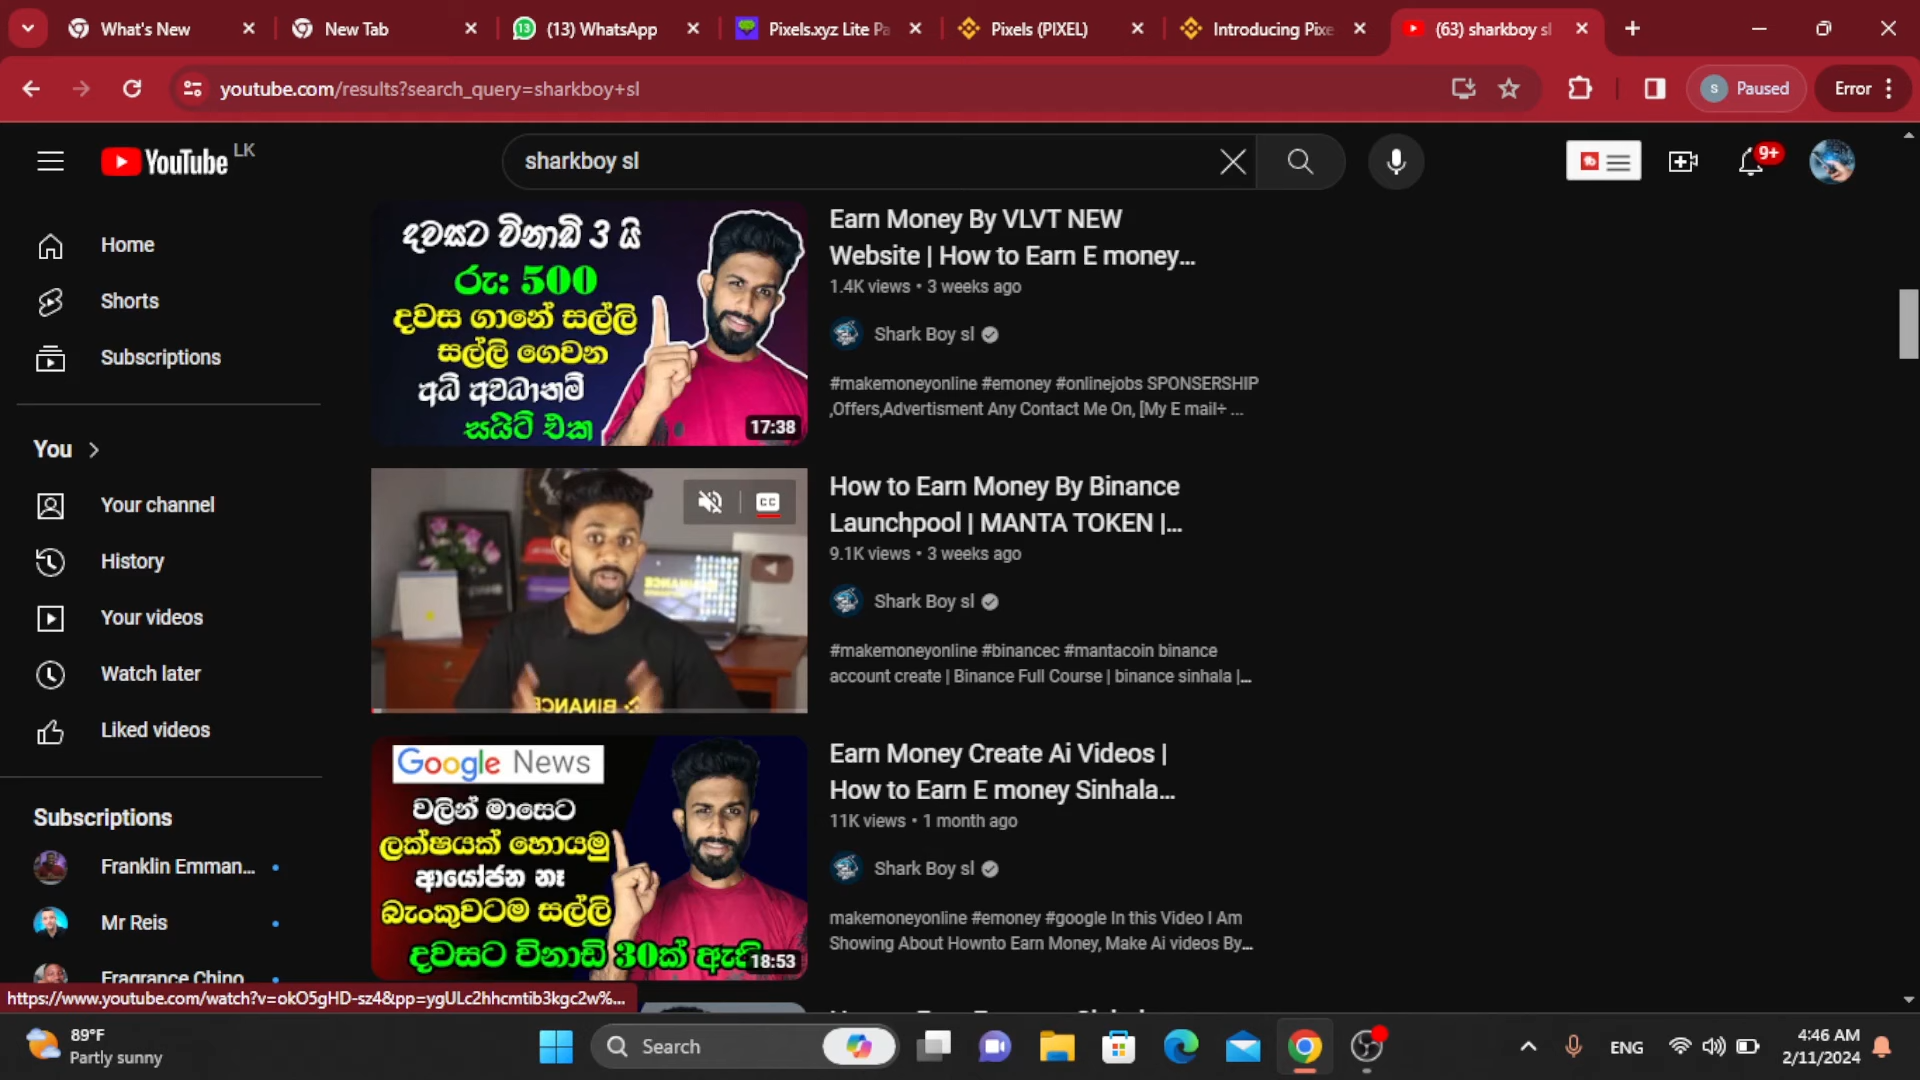 What's New
New Tab
(13) WhatsApp
Pixels.xyz Lite Pa
Pixels (PIXEL)
Introducing Pixe
(63) sharkboy sl
youtube.com/results?search_query=sharkboy+sl
S
Paused
Error
YouTube LK
sharkboy sl
9+
Home
Shorts
Subscriptions
You
Your channel
History
Your videos
Watch later
Liked videos
Subscriptions
Franklin Emman...
Mr Reis
Fragrance Chino
දවසට විනාඩි 3 යි
රු: 500
දවස ගානේ සල්ලි
සල්ලි ගෙවන
අධි අවධානම්
සයිට් එක
17:38
Earn Money By VLVT NEW
Website | How to Earn E money...
1.4K views • 3 weeks ago
Shark Boy sl
#makemoneyonline #emoney #onlinejobs SPONSERSHIP
,Offers,Advertisment Any Contact Me On, [My E mail+ ...
CC
BINANCE
How to Earn Money By Binance
Launchpool | MANTA TOKEN |...
9.1K views • 3 weeks ago
Shark Boy sl
#makemoneyonline #binancec #mantacoin binance
account create | Binance Full Course | binance sinhala |...
Google News
වලින් මාසෙට
ලක්ෂයක් හොයමු
ආයෝජන නෑ
බැංකුවටම සල්ලි
දවසට විනාඩි 30ක් ඇති
18:53
Earn Money Create Ai Videos |
How to Earn E money Sinhala...
11K views • 1 month ago
Shark Boy sl
makemoneyonline #emoney #google In this Video I Am
Showing About Hownto Earn Money, Make Ai videos By...
https://www.youtube.com/watch?v=okO5gHD-sz4&pp=ygULc2hhcmtib3kgc2w%...
89°F
Partly sunny
Search
ENG
4:46 AM
2/11/2024